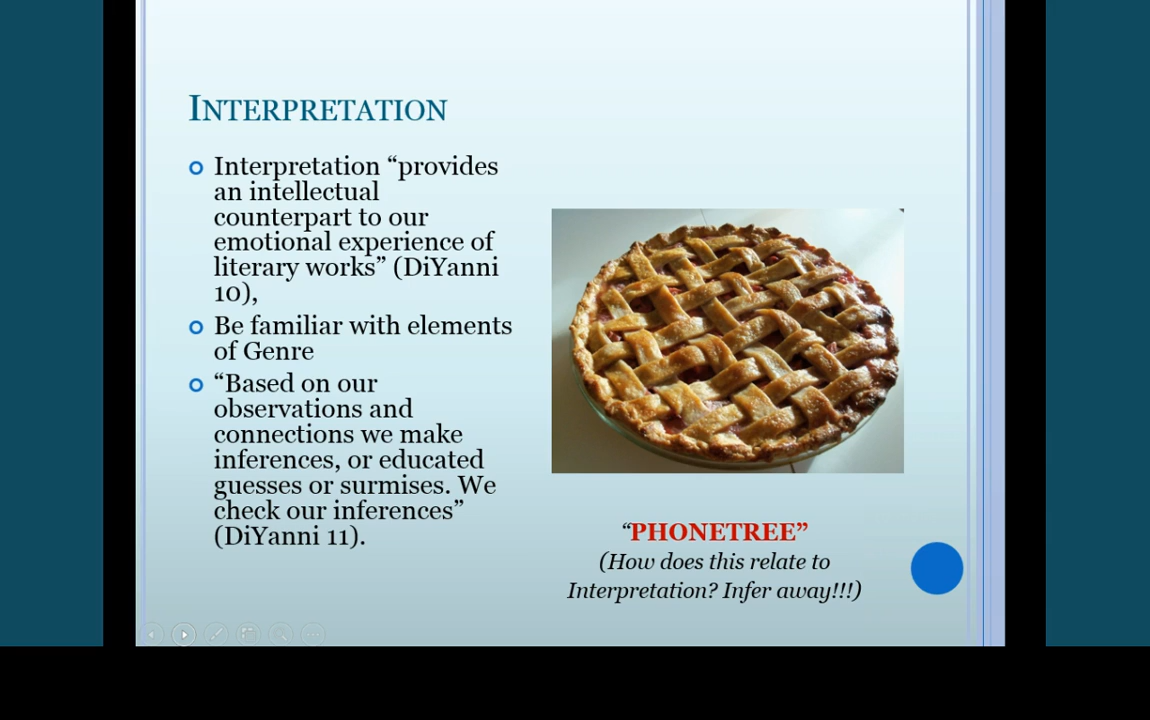 INTERPRETATION
Interpretation “provides
an intellectual
counterpart to our
emotional experience of
literary works” (DiYanni
10),
Be familiar with elements
of Genre
“Based on our
observations and
connections we make
inferences, or educated
guesses or surmises. We
check our inferences”
(DiYanni 11).
“PHONETREE”
(How does this relate to
Interpretation? Infer away!!!)